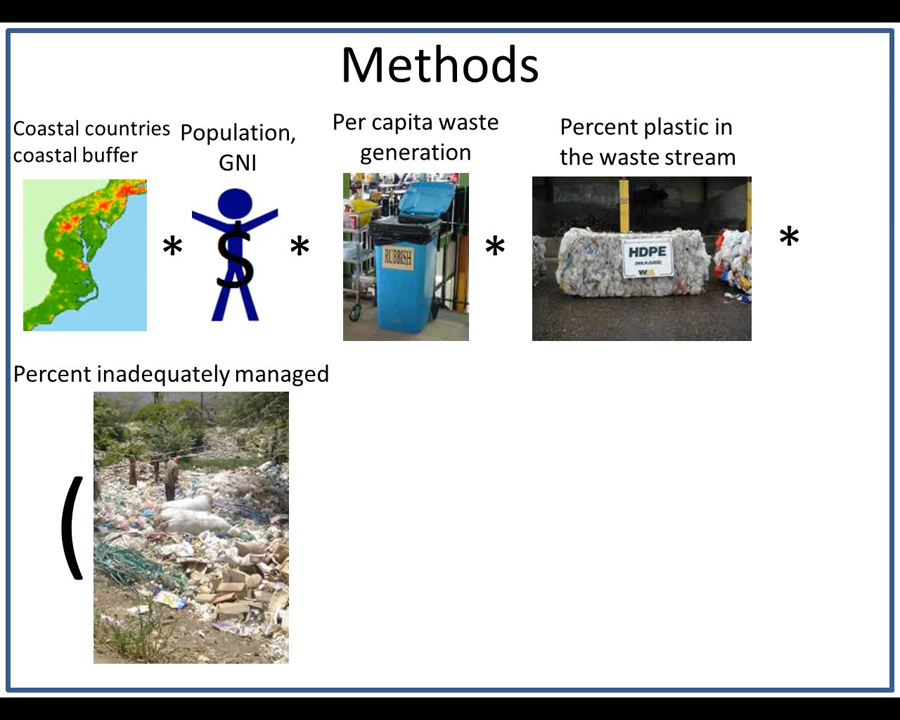 Methods
Coastal countries
coastal buffer
Population,
GNI
Per capita waste
generation
Percent plastic in
the waste stream
*
$
*
RUBBISH
*
HDPE
WM
*
Percent inadequately managed
(